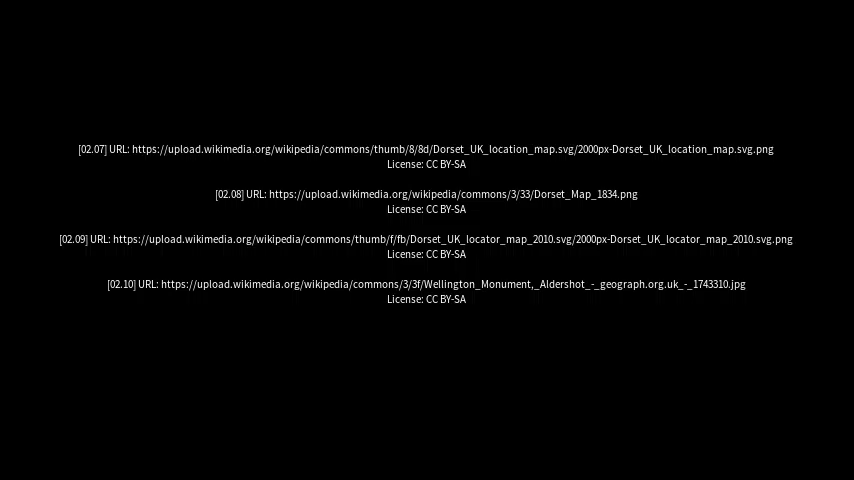 [02.07] URL: https://upload.wikimedia.org/wikipedia/commons/thumb/8/8d/Dorset_UK_location_map.svg/2000px-Dorset_UK_location_map.svg.png
License: CC BY-SA
[02.08] URL: https://upload.wikimedia.org/wikipedia/commons/3/33/Dorset_Map_1834.png
License: CC BY-SA
[02.09] URL: https://upload.wikimedia.org/wikipedia/commons/thumb/f/fb/Dorset_UK_locator_map_2010.svg/2000px-Dorset_UK_locator_map_2010.svg.png
License: CC BY-SA
[02.10] URL: https://upload.wikimedia.org/wikipedia/commons/3/3f/Wellington_Monument,_Aldershot_-_geograph.org.uk_-_1743310.jpg
License: CC BY-SA